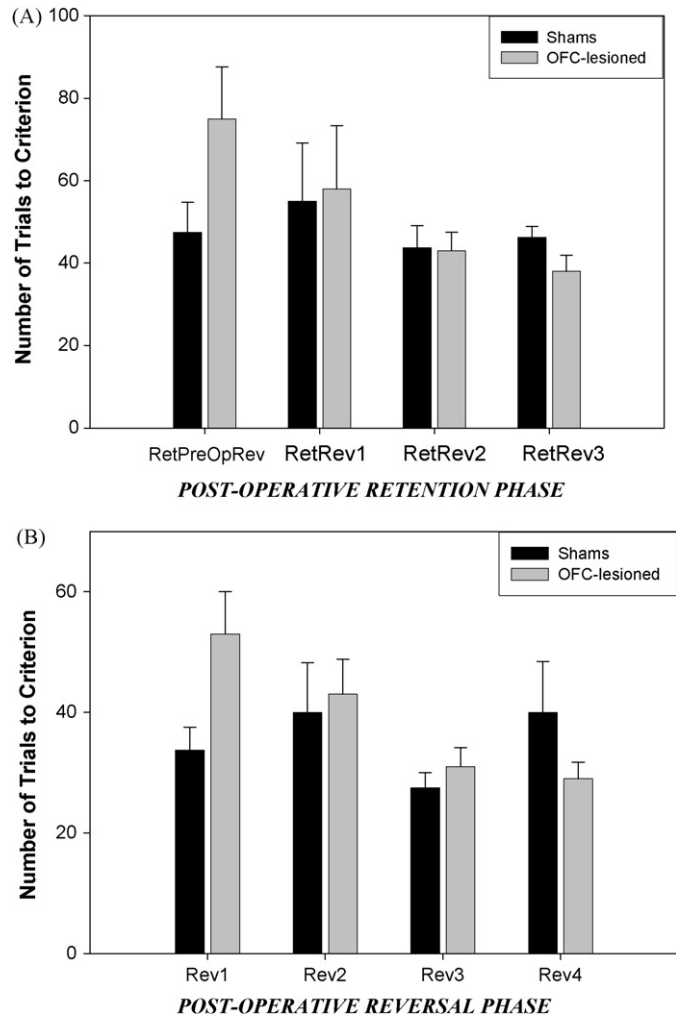 (A)
100
Shams
OFC-lesioned
80
60
40
20
0
Number of Trials to Criterion
RetPreOpRev RetRev1 RetRev2 RetRev3
POST-OPERATIVE RETENTION PHASE
(B)
Shams
OFC-lesioned
60
40
20
0
Number of Trials to Criterion
Rev1 Rev2 Rev3 Rev4
POST-OPERATIVE REVERSAL PHASE